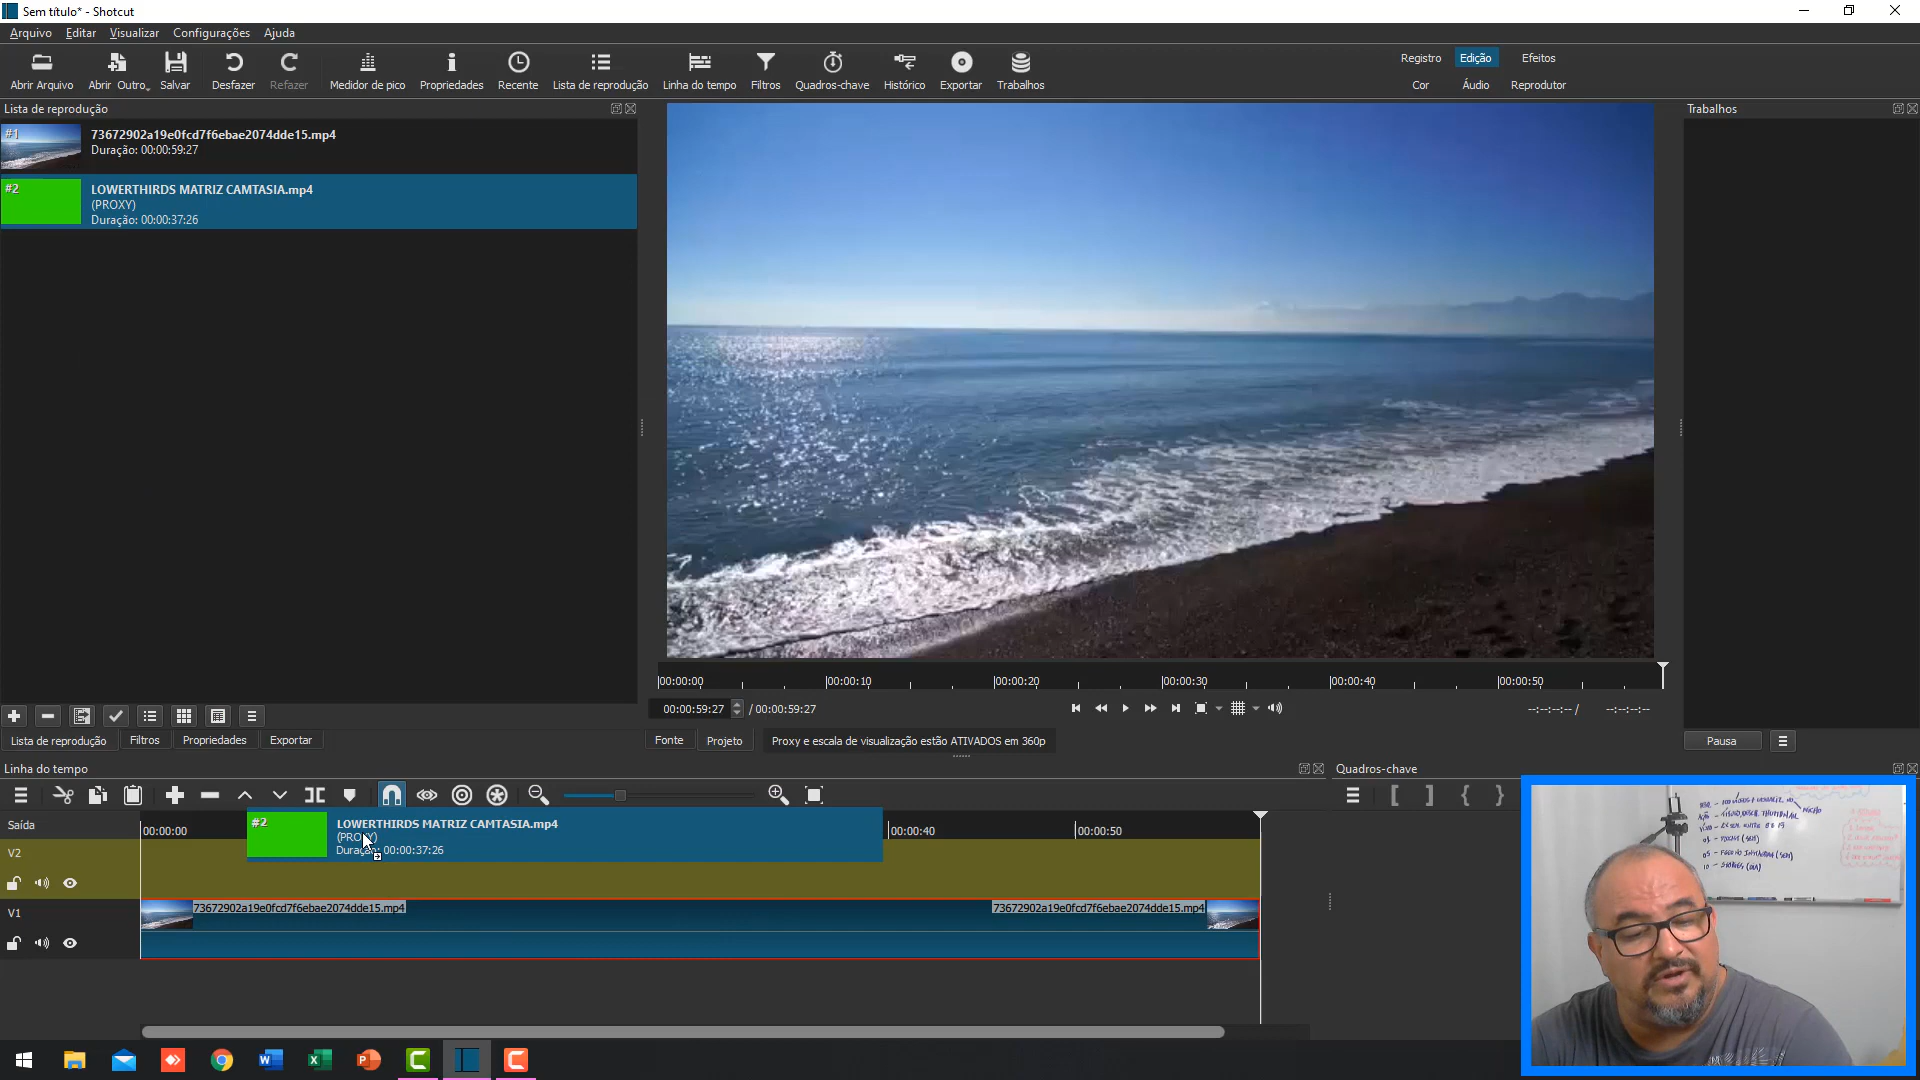 Sem título* - Shotcut
Arquivo Editar Visualizar Configurações Ajuda
Abrir Arquivo Abrir Outro Salvar Desfazer Refazer Medidor de pico Propriedades Recente Lista de reprodução Linha do tempo Filtros Quadros-chave Histórico Exportar Trabalhos
Registro Edição Efeitos
Cor Áudio Reprodutor
Lista de reprodução
Trabalhos
#1
73672902a19e0fcd7f6ebae2074dde15.mp4
Duração: 00:00:59:27
#2
LOWERTHIRDS MATRIZ CAMTASIA.mp4
(PROXY)
Duração: 00:00:37:26
00:00:00 00:00:10 00:00:20 00:00:30 00:00:40 00:00:50
00:00:59:27 / 00:00:59:27
--:--:--:-- / --:--:--:--
Lista de reprodução Filtros Propriedades Exportar
Fonte Projeto Proxy e escala de visualização estão ATIVADOS em 360p
Pausa
Linha do tempo
Quadros-chave
Saída
00:00:00 00:00:40 00:00:50
#2
LOWERTHIRDS MATRIZ CAMTASIA.mp4
(PROXY)
Duração: 00:00:37:26
V2
V1
73672902a19e0fcd7f6ebae2074dde15.mp4 73672902a19e0fcd7f6ebae2074dde15.mp4